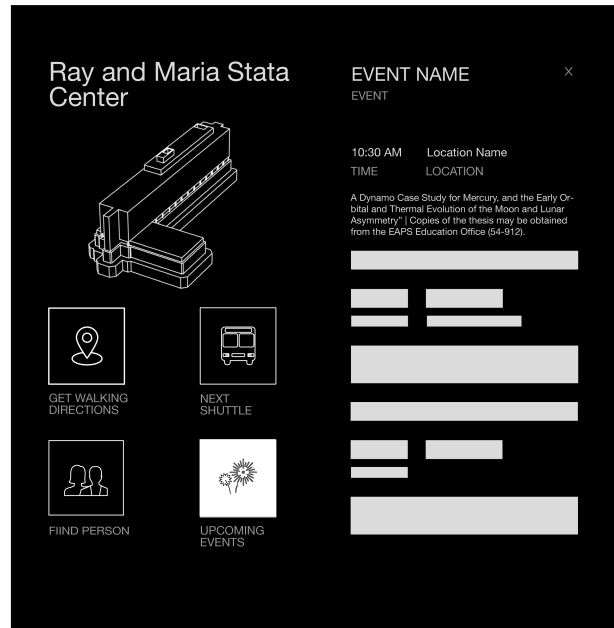 Ray and Maria Stata
Center
GET WALKING
DIRECTIONS
NEXT
SHUTTLE
FIIND PERSON
UPCOMING
EVENTS
EVENT NAME
X
EVENT
10:30 AM
Location Name
TIME
LOCATION
A Dynamo Case Study for Mercury, and the Early Or-
bital and Thermal Evolution of the Moon and Lunar
Asymmetry" | Copies of the thesis may be obtained
from the EAPS Education Office (54-912).